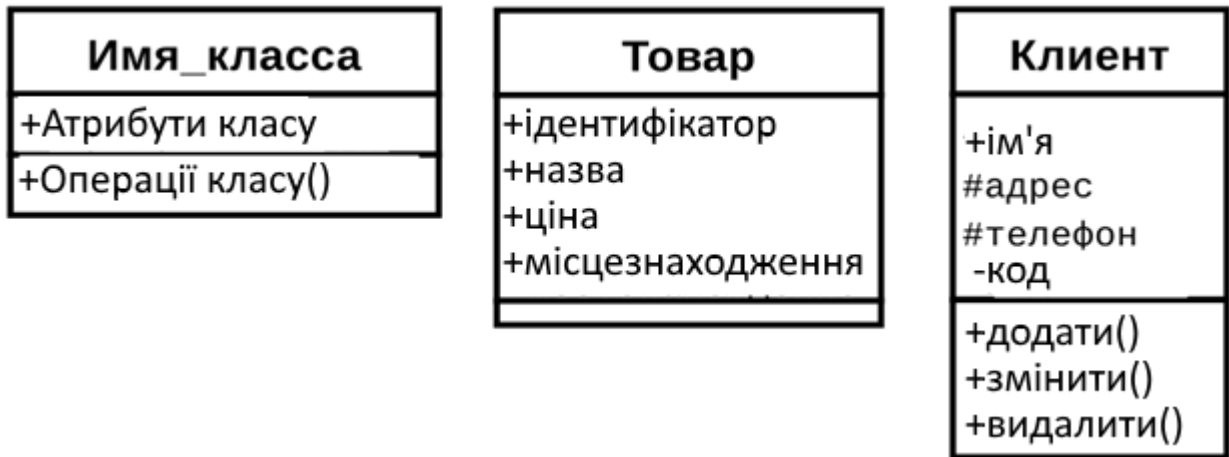 Имя_класса
+Атрибути класу
+Операції класу()
Товар
+ідентифікатор
+назва
+ціна
+місцезнаходження
Клиент
+ім'я
#адрес
#телефон
-код
+додати()
+змінити()
+видалити()